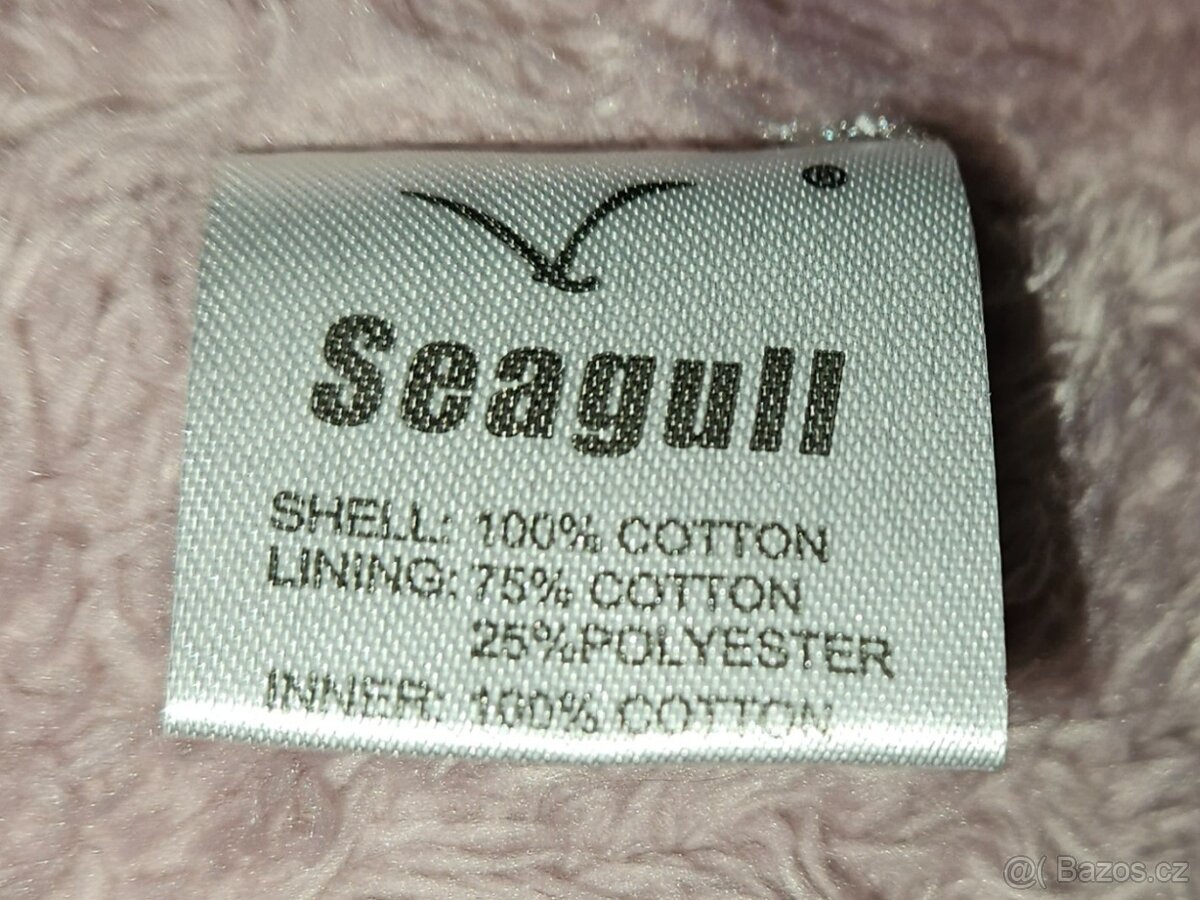 ®
Seagull
SHELL: 100% COTTON
LINING: 75% COTTON
25%POLYESTER
INNER: 100% COTTON
@( Bazos.cz